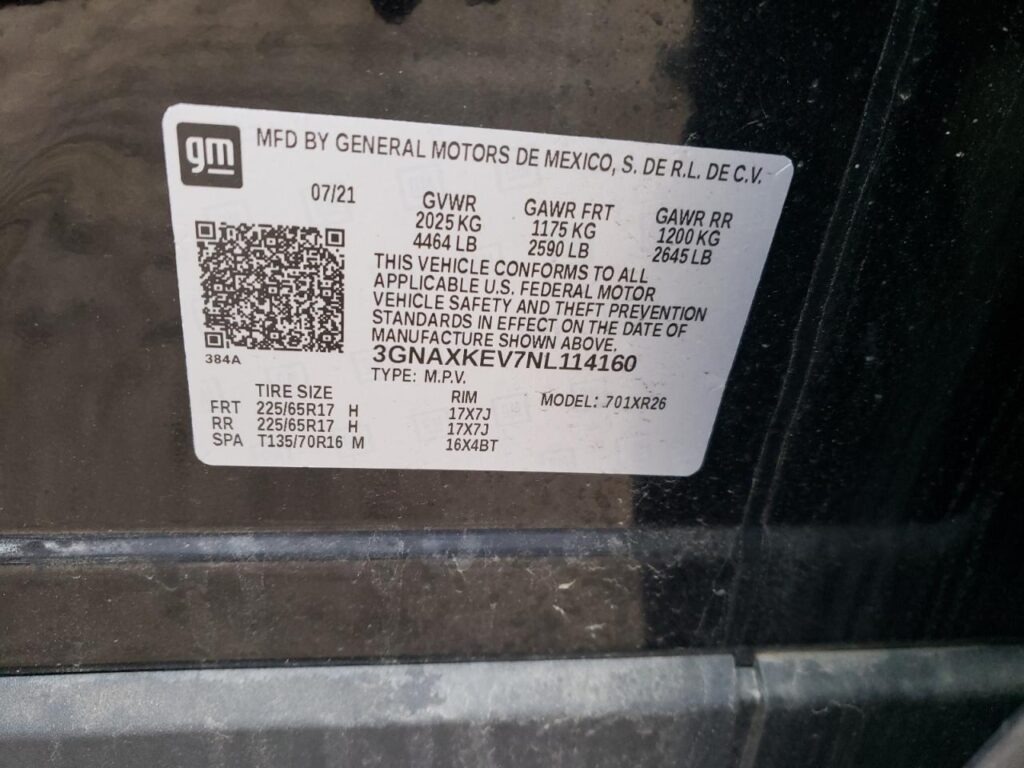 gm
MFD BY GENERAL MOTORS DE MEXICO, S. DE R.L. DE C.V.
07/21
GVWR GAWR FRT GAWR RR
2025 KG 1175 KG 1200 KG
4464 LB 2590 LB 2645 LB
THIS VEHICLE CONFORMS TO ALL
APPLICABLE U.S. FEDERAL MOTOR
VEHICLE SAFETY AND THEFT PREVENTION
STANDARDS IN EFFECT ON THE DATE OF
MANUFACTURE SHOWN ABOVE.
384A
3GNAXKEV7NL114160
TYPE: M.P.V.
TIRE SIZE RIM MODEL: 701XR26
FRT 225/65R17 H 17X7J
RR 225/65R17 H 17X7J
SPA T135/70R16 M 16X4BT